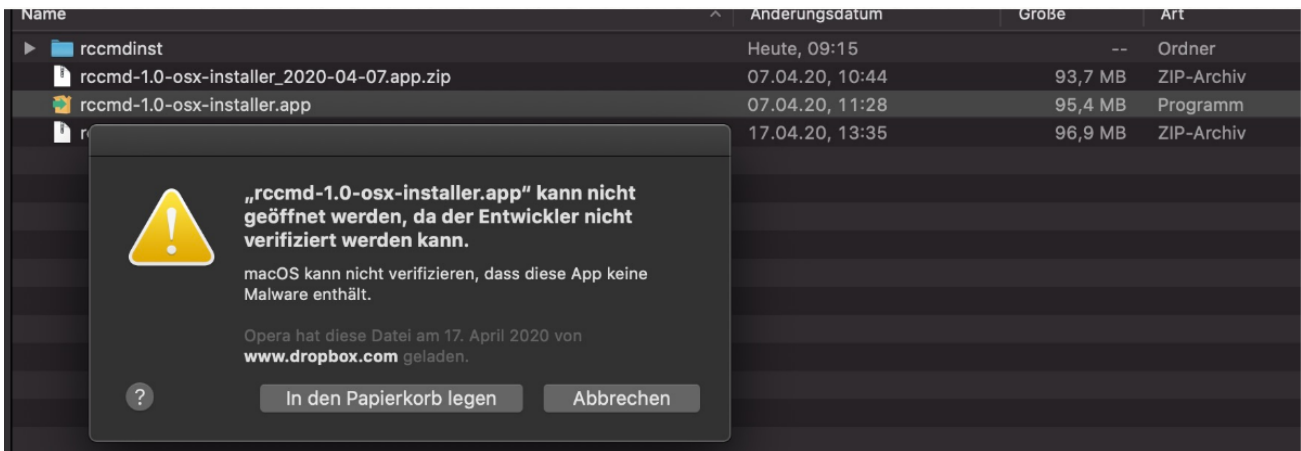 Name Änderungsdatum Größe Art
rccmdinst Heute, 09:15 -- Ordner
rccmd-1.0-osx-installer_2020-04-07.app.zip 07.04.20, 10:44 93,7 MB ZIP-Archiv
rccmd-1.0-osx-installer.app 07.04.20, 11:28 95,4 MB Programm
17.04.20, 13:35 96,9 MB ZIP-Archiv
„rccmd-1.0-osx-installer.app“ kann nicht
geöffnet werden, da der Entwickler nicht
verifiziert werden kann.
macOS kann nicht verifizieren, dass diese App keine
Malware enthält.
Opera hat diese Datei am 17. April 2020 von
www.dropbox.com geladen.
? In den Papierkorb legen Abbrechen